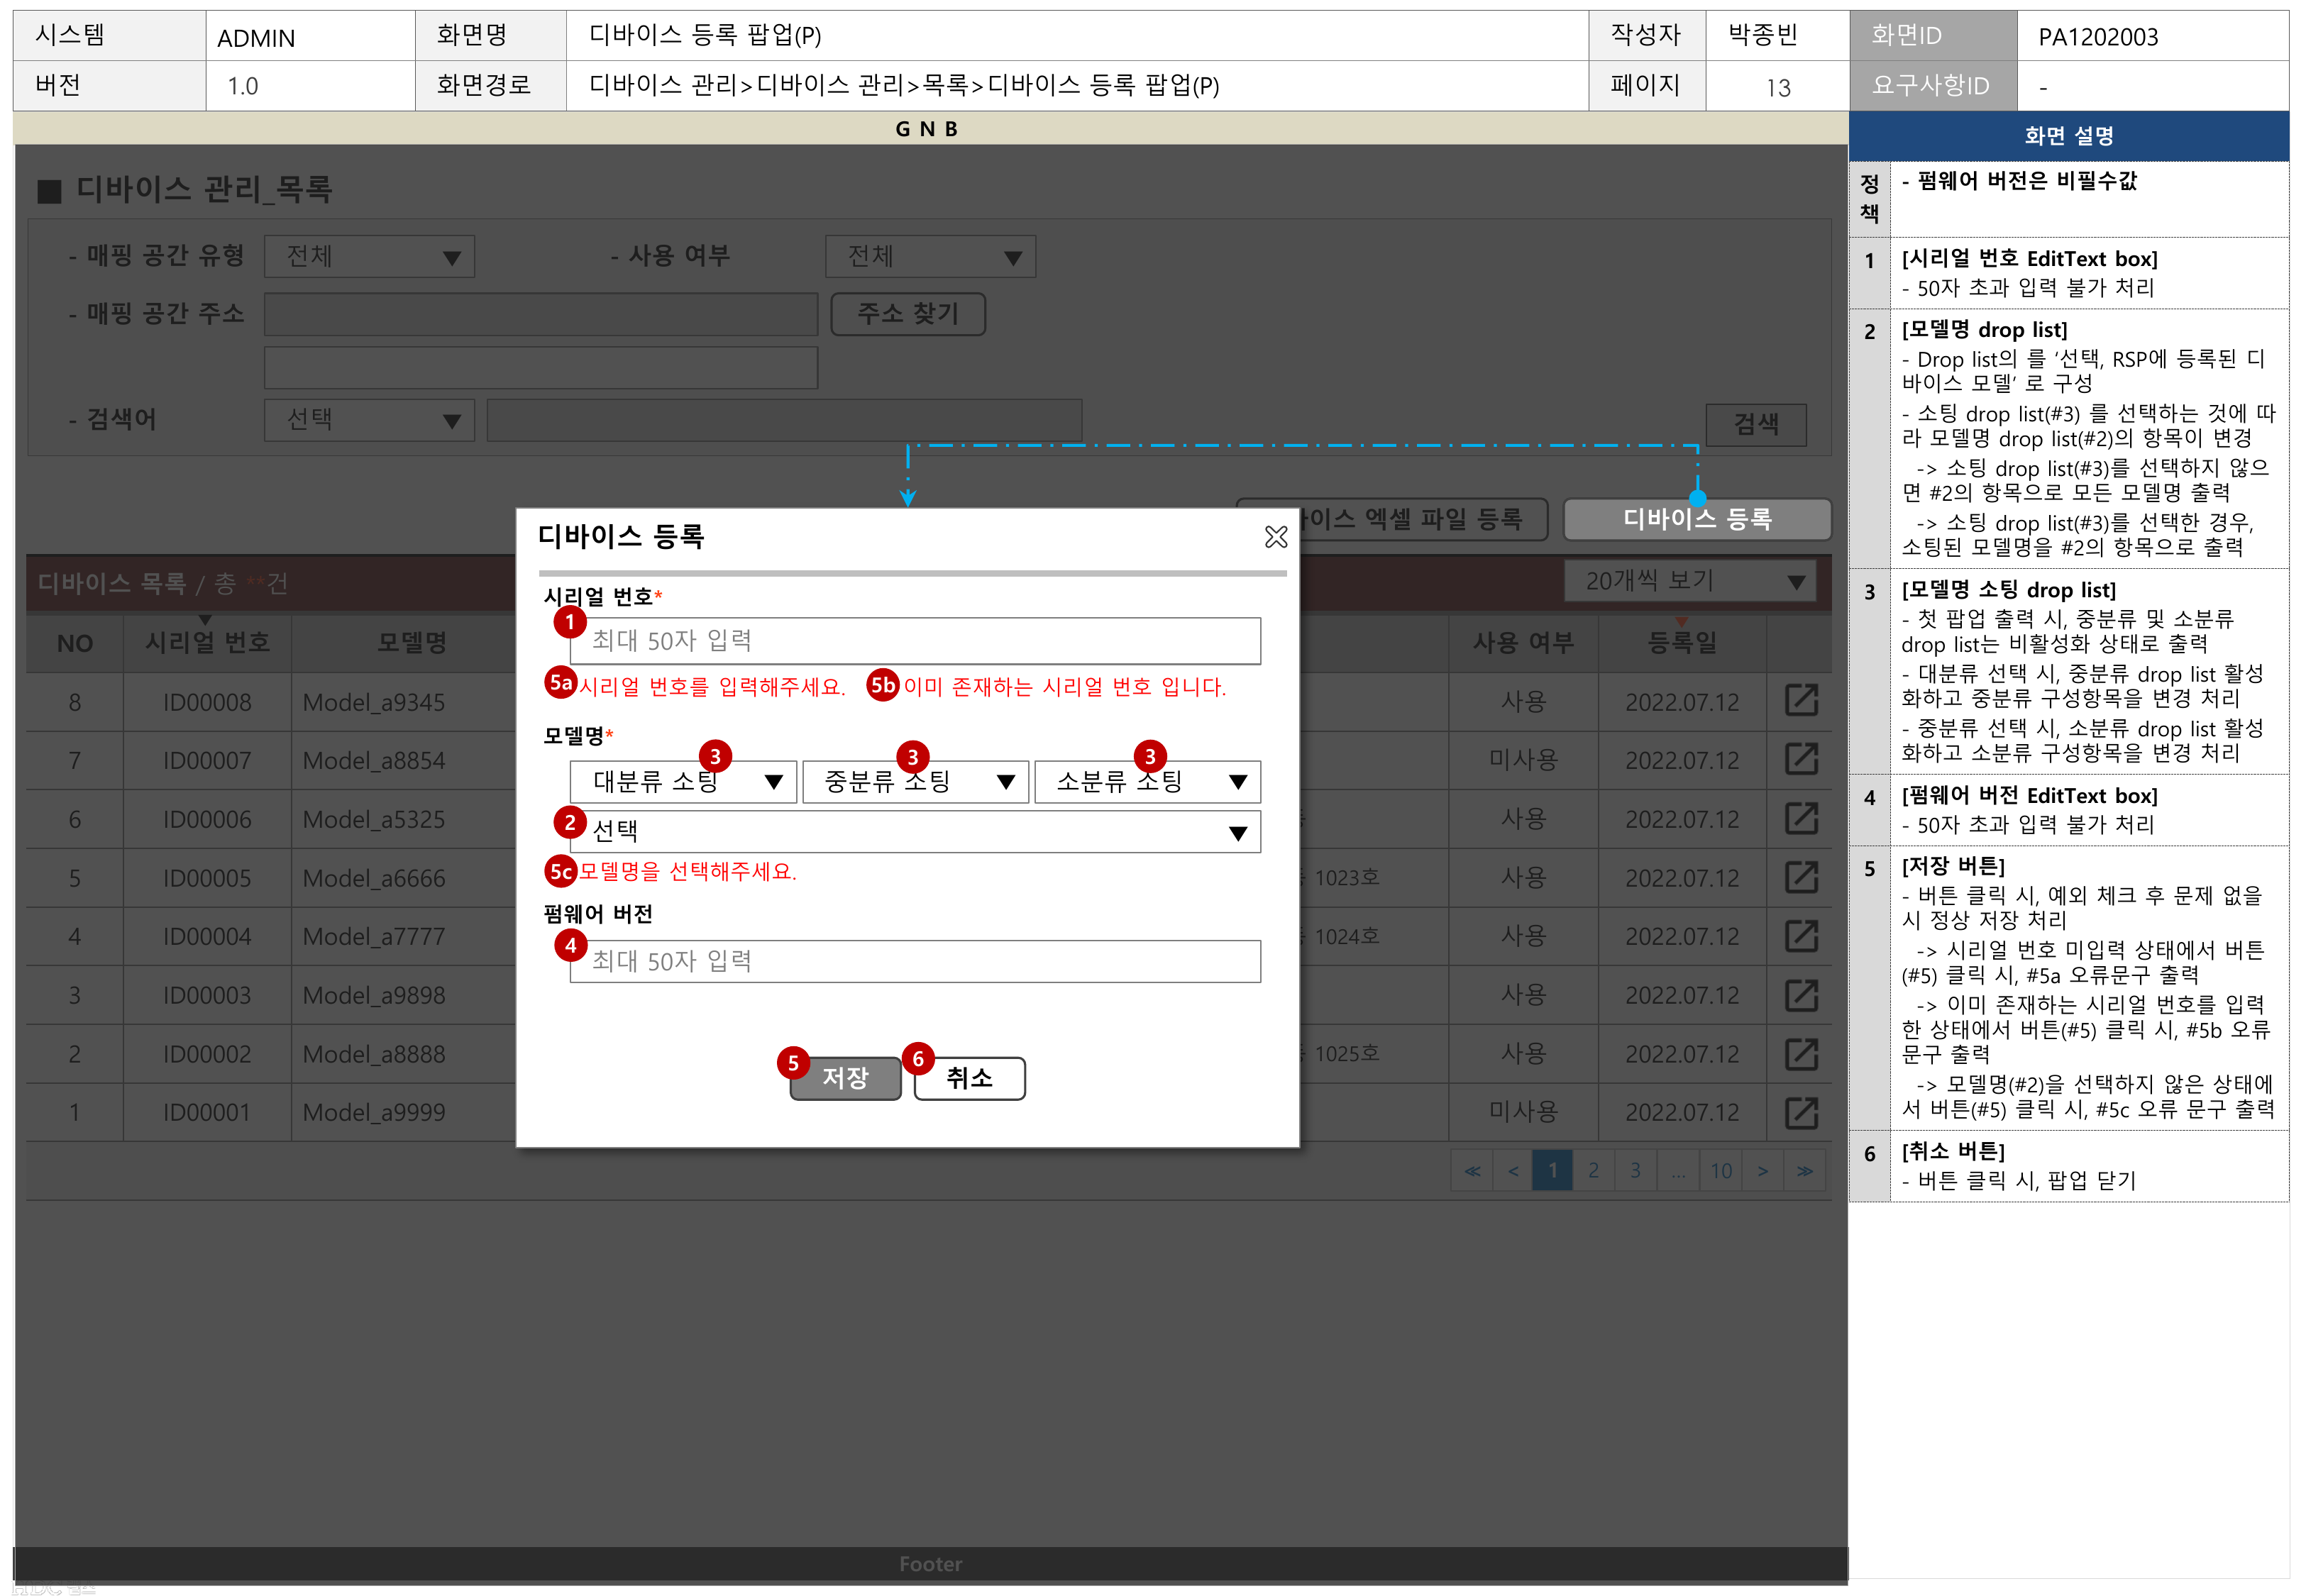 시스템 ADMIN 화면명 디바이스 등록 팝업(P) 작성자 박종빈 화면ID PA1202003
버전 1.0 화면경로 디바이스 관리>디바이스 관리>목록>디바이스 등록 팝업(P) 페이지 13 요구사항ID -
G N B
■ 디바이스 관리_목록
- 매핑 공간 유형 전체 ▼ - 사용 여부 전체 ▼
- 매핑 공간 주소 주소 찾기
- 검색어 선택 ▼ 검색
이스 엑셀 파일 등록 디바이스 등록
디바이스 목록 / 총 **건 20개씩 보기 ▼
NO 시리얼 번호 모델명 사용 여부 등록일
8 ID00008 Model_a9345 사용 2022.07.12
7 ID00007 Model_a8854 미사용 2022.07.12
6 ID00006 Model_a5325 사용 2022.07.12
5 ID00005 Model_a6666 1023호 사용 2022.07.12
4 ID00004 Model_a7777 1024호 사용 2022.07.12
3 ID00003 Model_a9898 사용 2022.07.12
2 ID00002 Model_a8888 1025호 사용 2022.07.12
1 ID00001 Model_a9999 미사용 2022.07.12
≪ < 1 2 3 ... 10 > ≫
디바이스 등록
시리얼 번호*
1
최대 50자 입력
5a 시리얼 번호를 입력해주세요. 5b 이미 존재하는 시리얼 번호 입니다.
모델명*
3 3 3
대분류 소팅 ▼ 중분류 소팅 ▼ 소분류 소팅 ▼
2 선택 ▼
5c 모델명을 선택해주세요.
펌웨어 버전
4
최대 50자 입력
5 저장 6 취소
Footer
화면 설명
정책 - 펌웨어 버전은 비필수값
1 [시리얼 번호 EditText box]
- 50자 초과 입력 불가 처리
2 [모델명 drop list]
- Drop list의 를 ‘선택, RSP에 등록된 디
바이스 모델’ 로 구성
- 소팅 drop list(#3) 를 선택하는 것에 따
라 모델명 drop list(#2)의 항목이 변경
-> 소팅 drop list(#3)를 선택하지 않으
면 #2의 항목으로 모든 모델명 출력
-> 소팅 drop list(#3)를 선택한 경우,
소팅된 모델명을 #2의 항목으로 출력
3 [모델명 소팅 drop list]
- 첫 팝업 출력 시, 중분류 및 소분류
drop list는 비활성화 상태로 출력
- 대분류 선택 시, 중분류 drop list 활성
화하고 중분류 구성항목을 변경 처리
- 중분류 선택 시, 소분류 drop list 활성
화하고 소분류 구성항목을 변경 처리
4 [펌웨어 버전 EditText box]
- 50자 초과 입력 불가 처리
5 [저장 버튼]
- 버튼 클릭 시, 예외 체크 후 문제 없을
시 정상 저장 처리
-> 시리얼 번호 미입력 상태에서 버튼
(#5) 클릭 시, #5a 오류문구 출력
-> 이미 존재하는 시리얼 번호를 입력
한 상태에서 버튼(#5) 클릭 시, #5b 오류
문구 출력
-> 모델명(#2)을 선택하지 않은 상태에
서 버튼(#5) 클릭 시, #5c 오류 문구 출력
6 [취소 버튼]
- 버튼 클릭 시, 팝업 닫기